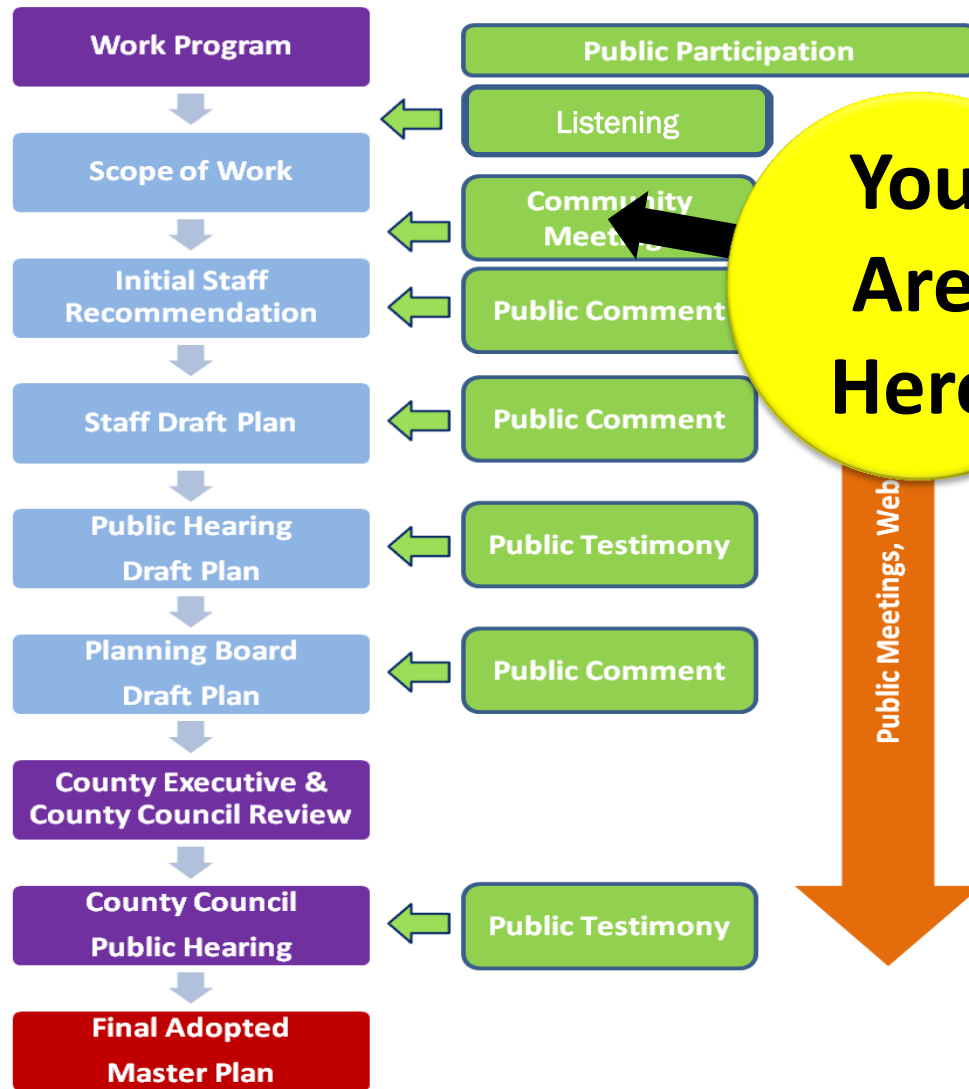 Work Program
Public Participation
Listening
Scope of Work
Community
You
Are
Here
Initial Staff
Recommendation
Public Comment
Staff Draft Plan
Public Comment
Public Hearing
Draft Plan
Public Testimony
Public Meetings, Web
Planning Board
Draft Plan
Public Comment
County Executive &
County Council Review
County Council
Public Hearing
Public Testimony
Final Adopted
Master Plan